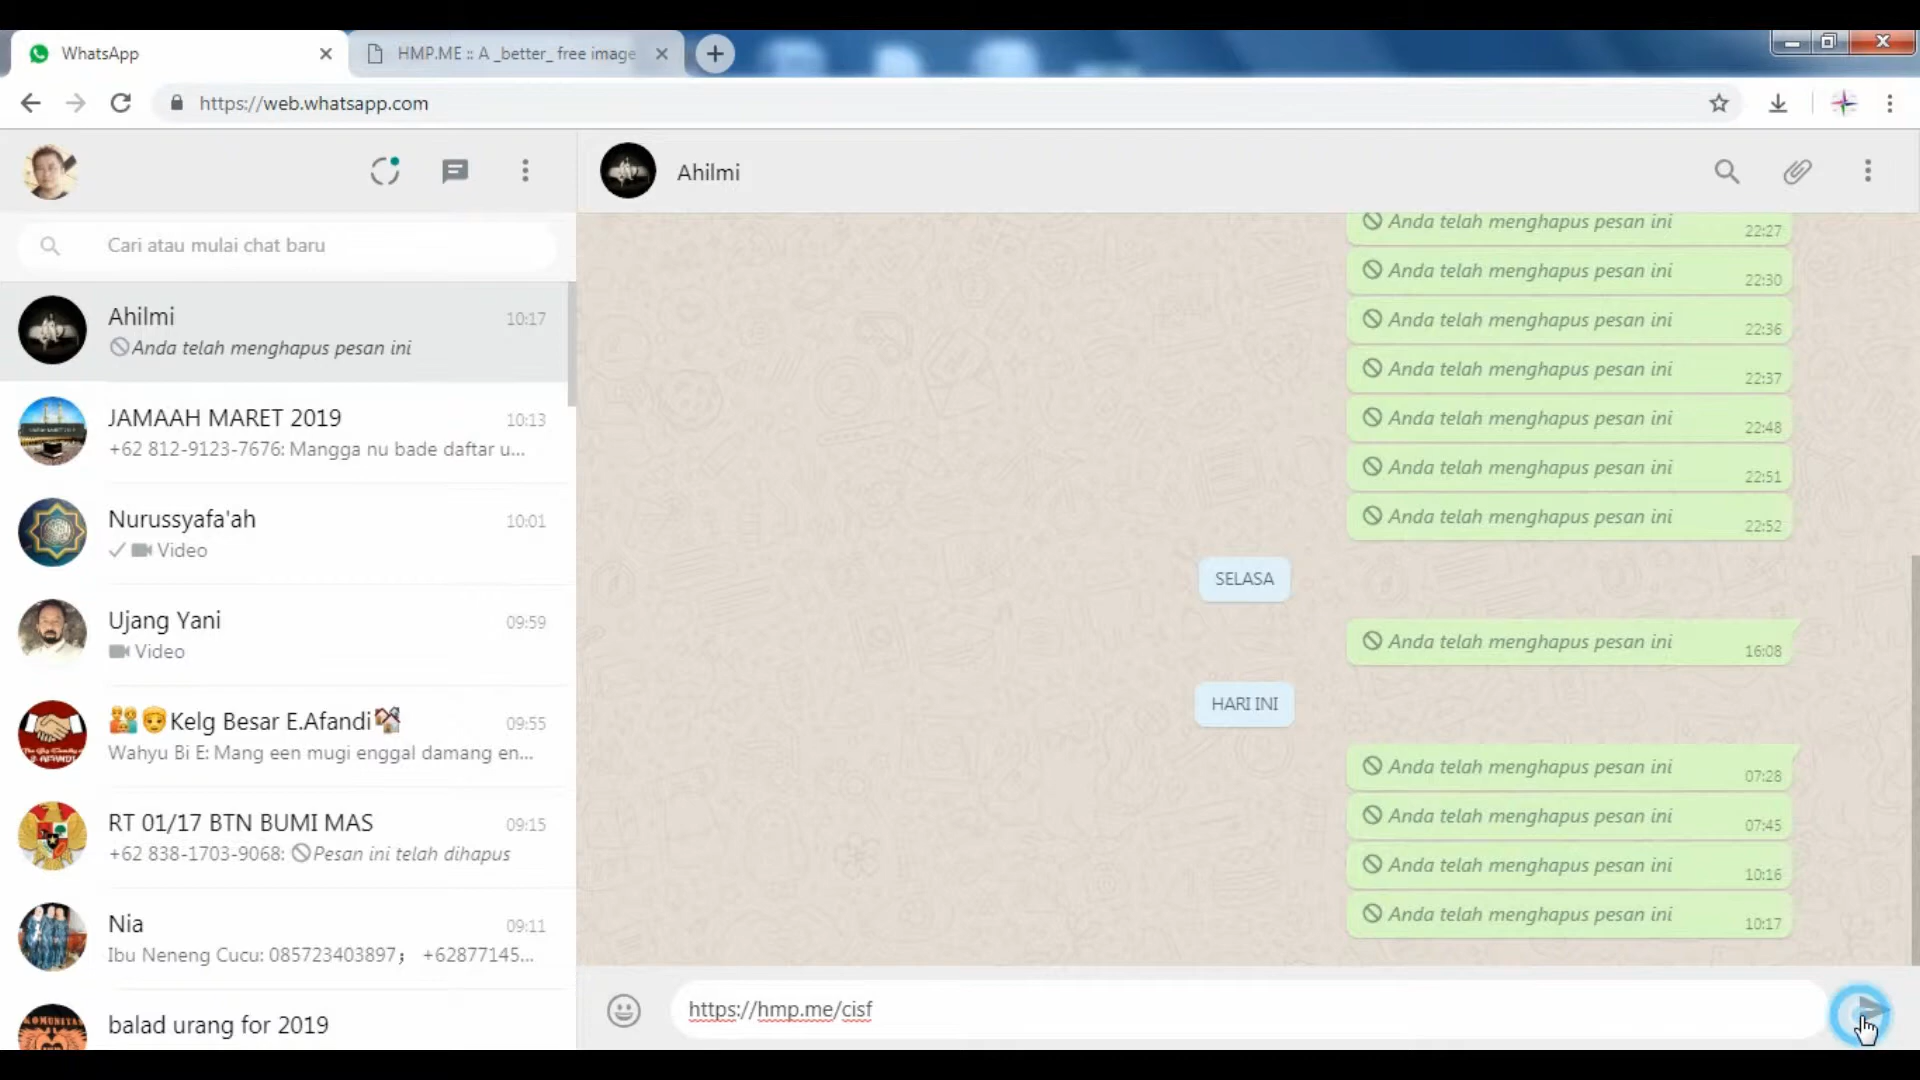 WhatsApp
HMP.ME :: A _better_ free image
https://web.whatsapp.com
Ahilmi
Cari atau mulai chat baru
Ahilmi
10:17
Anda telah menghapus pesan ini
JAMAAH MARET 2019
10:13
+62 812-9123-7676: Mangga nu bade daftar u...
Nurussyafa'ah
10:01
Video
Ujang Yani
09:59
Video
Kelg Besar E.Afandi
09:55
Wahyu Bi E: Mang een mugi enggal damang en...
RT 01/17 BTN BUMI MAS
09:15
+62 838-1703-9068: Pesan ini telah dihapus
Nia
09:11
Ibu Neneng Cucu: 085723403897; +62877145...
balad urang for 2019
Anda telah menghapus pesan ini
22:27
Anda telah menghapus pesan ini
22:30
Anda telah menghapus pesan ini
22:36
Anda telah menghapus pesan ini
22:37
Anda telah menghapus pesan ini
22:48
Anda telah menghapus pesan ini
22:51
Anda telah menghapus pesan ini
22:52
SELASA
Anda telah menghapus pesan ini
16:08
HARI INI
Anda telah menghapus pesan ini
07:28
Anda telah menghapus pesan ini
07:45
Anda telah menghapus pesan ini
10:16
Anda telah menghapus pesan ini
10:17
https://hmp.me/cisf